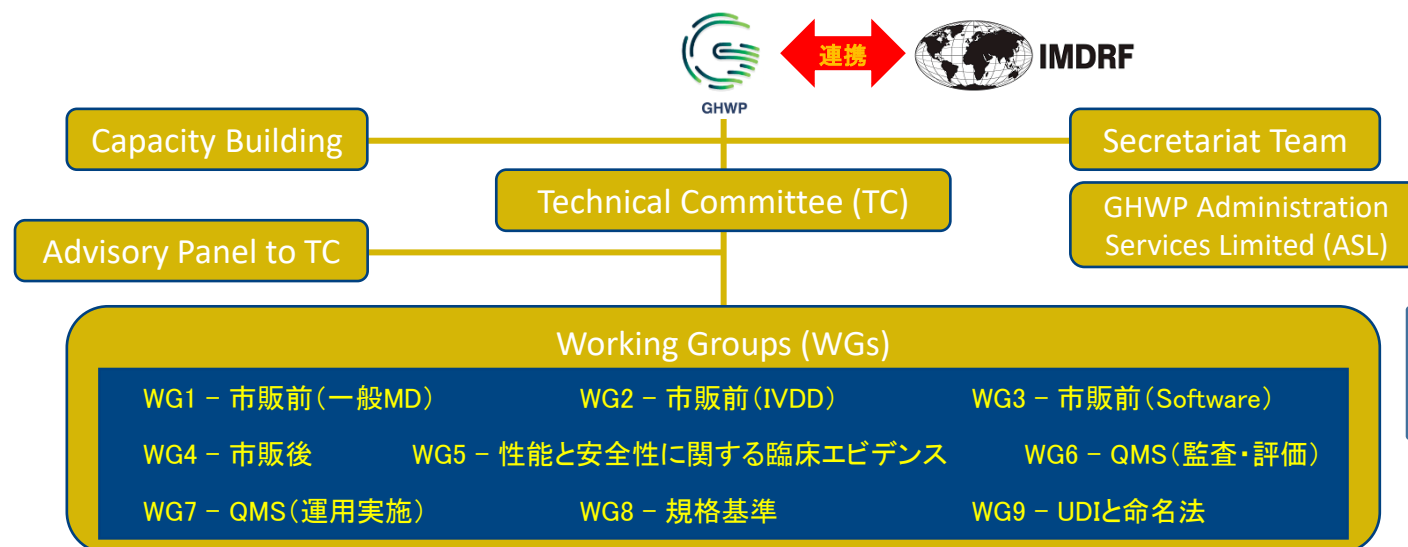 連携
IMDRF
GHWP
Capacity Building
Secretariat Team
Technical Committee (TC)
GHWP Administration
Services Limited (ASL)
Advisory Panel to TC
Working Groups (WGs)
WG1 – 市販前(一般MD)
WG2 – 市販前(IVDD)
WG3 – 市販前(Software)
WG4 – 市販後
WG5 – 性能と安全性に関する臨床エビデンス
WG6 – QMS(監査・評価)
WG7 – QMS(運用実施)
WG8 – 規格基準
WG9 – UDIと命名法